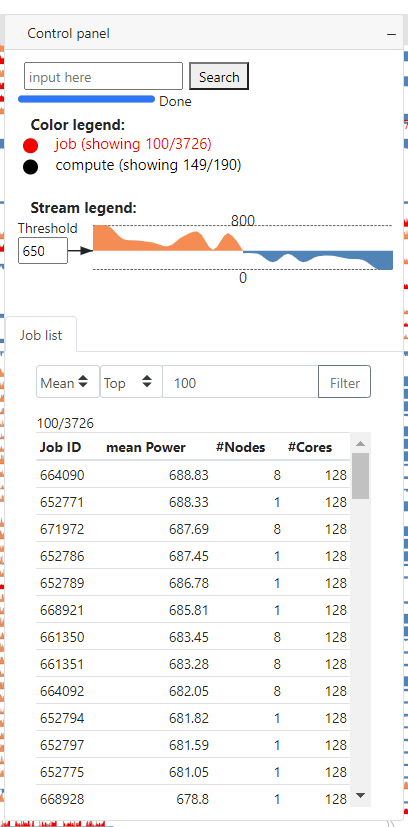 Control panel –
input here Search
Done
Color legend:
job (showing 100/3726)
compute (showing 149/190)
Stream legend:
Threshold 800
650
0
Job list
Mean Top 100 Filter
100/3726
Job ID mean Power #Nodes #Cores
664090 688.83 8 128
652771 688.33 1 128
671972 687.69 8 128
652786 687.45 1 128
652789 686.78 1 128
668921 685.81 1 128
661350 683.45 8 128
661351 683.28 8 128
664092 682.05 8 128
652794 681.82 1 128
652797 681.59 1 128
652775 681.05 1 128
668928 678.8 1 128